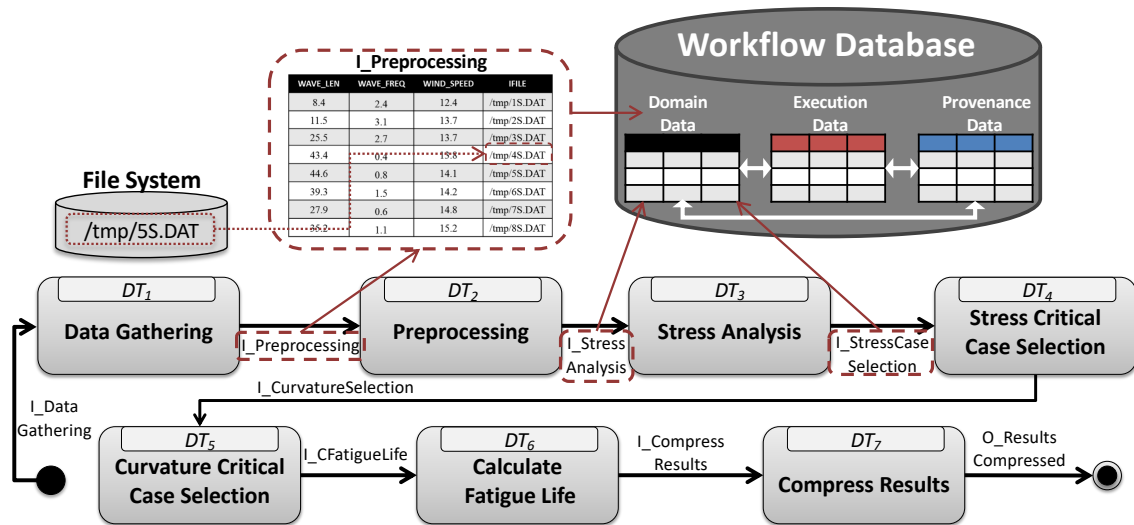 Workflow Database
Domain Data
Execution Data
Provenance Data
I_Preprocessing
WAVE_LEN WAVE_FREQ WIND_SPEED IFILE
8.4 2.4 12.4 /tmp/1S.DAT
11.5 3.1 13.7 /tmp/2S.DAT
25.5 2.7 13.7 /tmp/3S.DAT
43.4 0.4 13.8 /tmp/4S.DAT
44.6 0.8 14.1 /tmp/5S.DAT
39.3 1.5 14.2 /tmp/6S.DAT
27.9 0.6 14.8 /tmp/7S.DAT
35.2 1.1 15.2 /tmp/8S.DAT
File System
/tmp/5S.DAT
DT1
Data Gathering
I_Preprocessing
DT2
Preprocessing
I_Stress
Analysis
DT3
Stress Analysis
I_StressCase
Selection
DT4
Stress Critical
Case Selection
I_CurvatureSelection
I_Data
Gathering
DT5
Curvature Critical
Case Selection
I_CFatigueLife
DT6
Calculate
Fatigue Life
I_Compress
Results
DT7
Compress Results
O_Results
Compressed